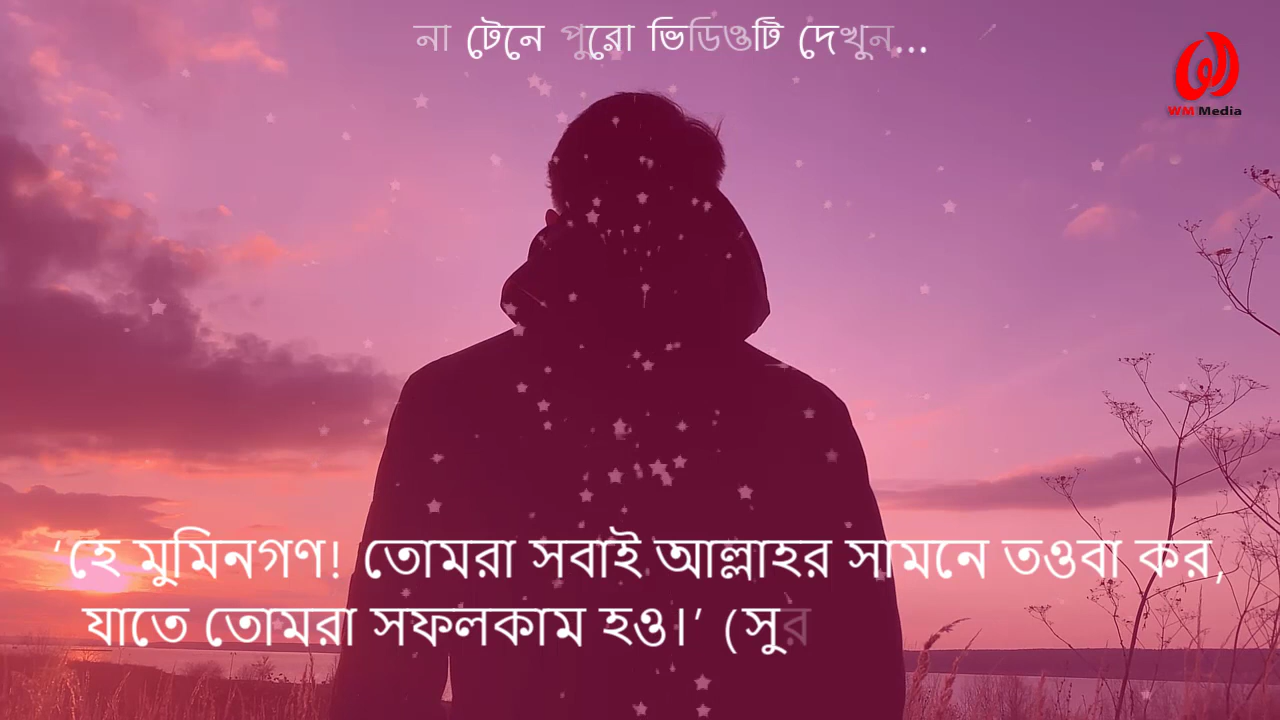 না টেনে পুরো ভিডিওটি দেখুন...
WM Media
‘হে মুমিনগণ! তোমরা সবাই আল্লাহর সামনে তওবা কর,
যাতে তোমরা সফলকাম হও।’ (সুর